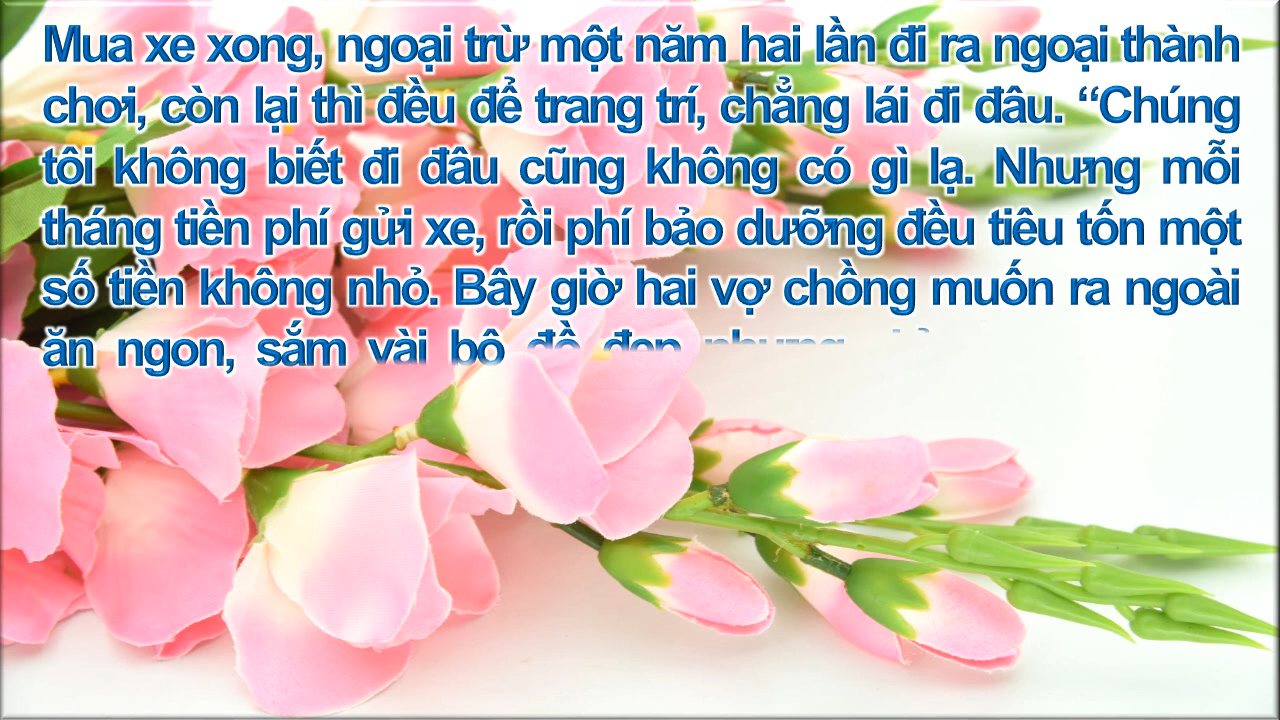 Mua xe xong, ngoại trừ một năm hai lần đi ra ngoại thành
chơi, còn lại thì đều để trang trí, chẳng lái đi đâu. “Chúng
tôi không biết đi đâu cũng không có gì lạ. Nhưng mỗi
tháng tiền phí gửi xe, rồi phí bảo dưỡng đều tiêu tốn một
số tiền không nhỏ. Bây giờ hai vợ chồng muốn ra ngoài
ăn ngon, sắm vài bộ đồ đẹp